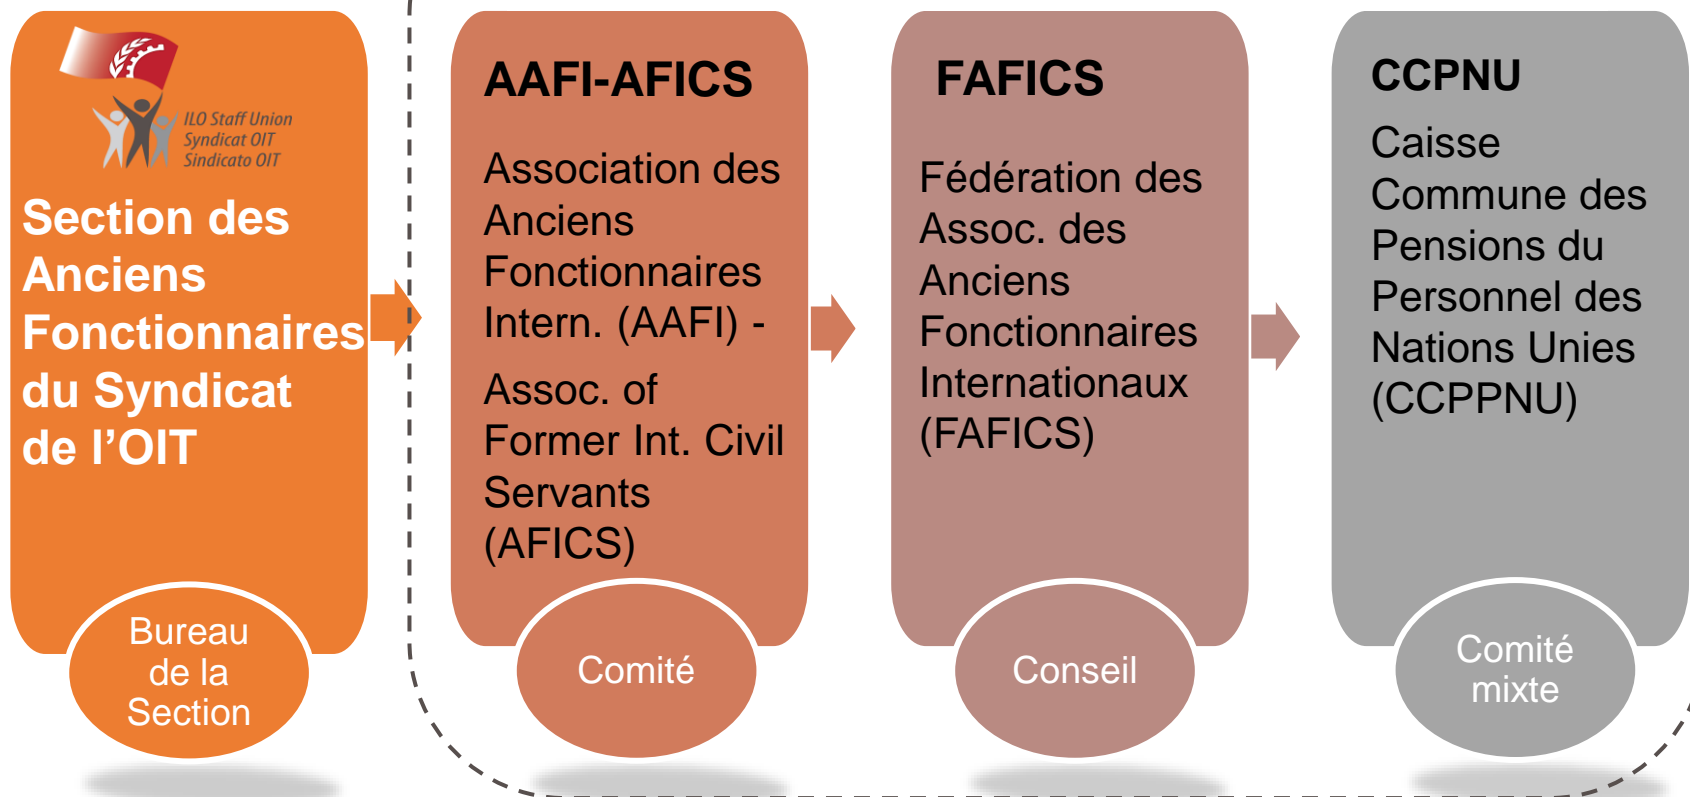 ILO Staff Union
Syndicat OIT
Sindicato OIT
Section des
Anciens
Fonctionnaires
du Syndicat
de l’OIT
Bureau
de la
Section
AAFI-AFICS
Association des
Anciens
Fonctionnaires
Intern. (AAFI) -
Assoc. of
Former Int. Civil
Servants
(AFICS)
Comité
FAFICS
Fédération des
Assoc. des
Anciens
Fonctionnaires
Internationaux
(FAFICS)
Conseil
CCPNU
Caisse
Commune des
Pensions du
Personnel des
Nations Unies
(CCPPNU)
Comité
mixte